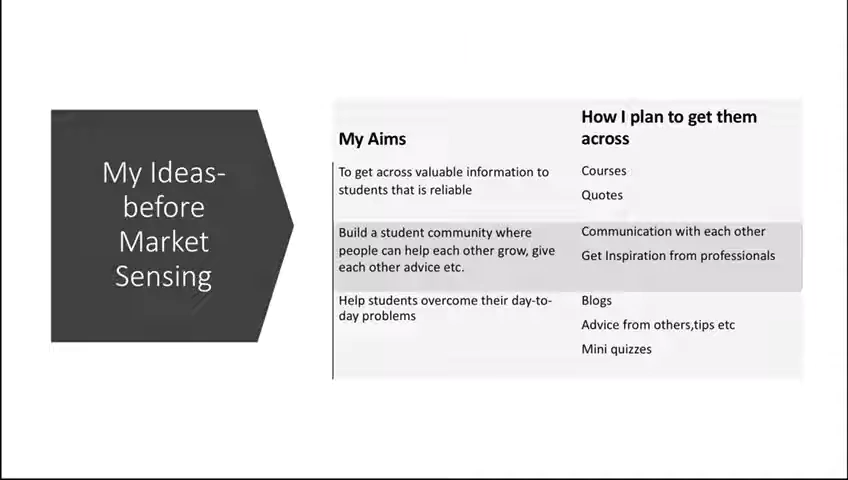 My Ideas-
before
Market
Sensing
My Aims
How I plan to get them
across
To get across valuable information to
students that is reliable
Courses
Quotes
Build a student community where
people can help each other grow, give
each other advice etc.
Communication with each other
Get Inspiration from professionals
Help students overcome their day-to-
day problems
Blogs
Advice from others,tips etc
Mini quizzes